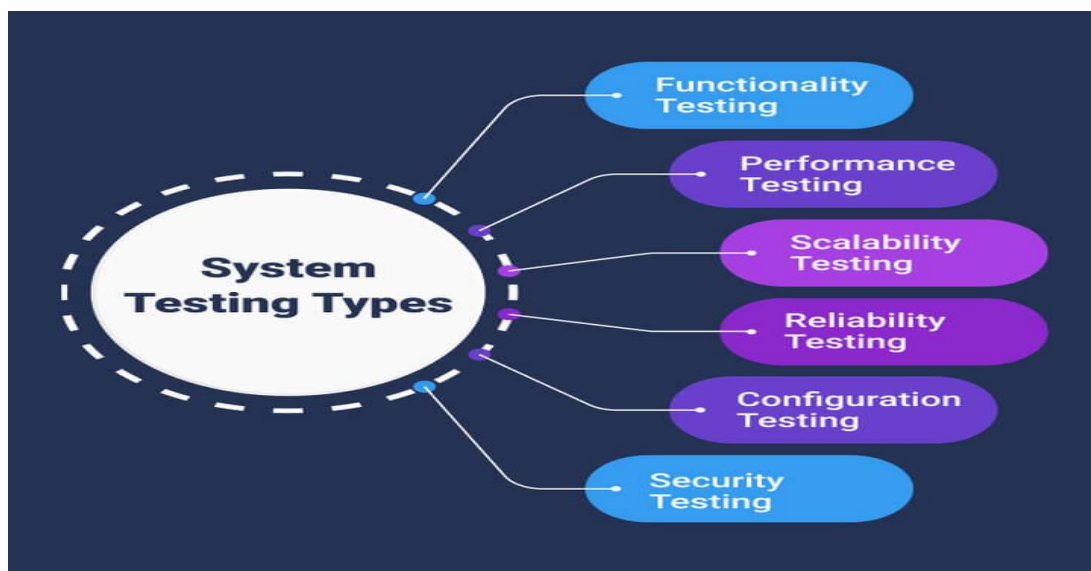 System
Testing Types
Functionality
Testing
Performance
Testing
Scalability
Testing
Reliability
Testing
Configuration
Testing
Security
Testing